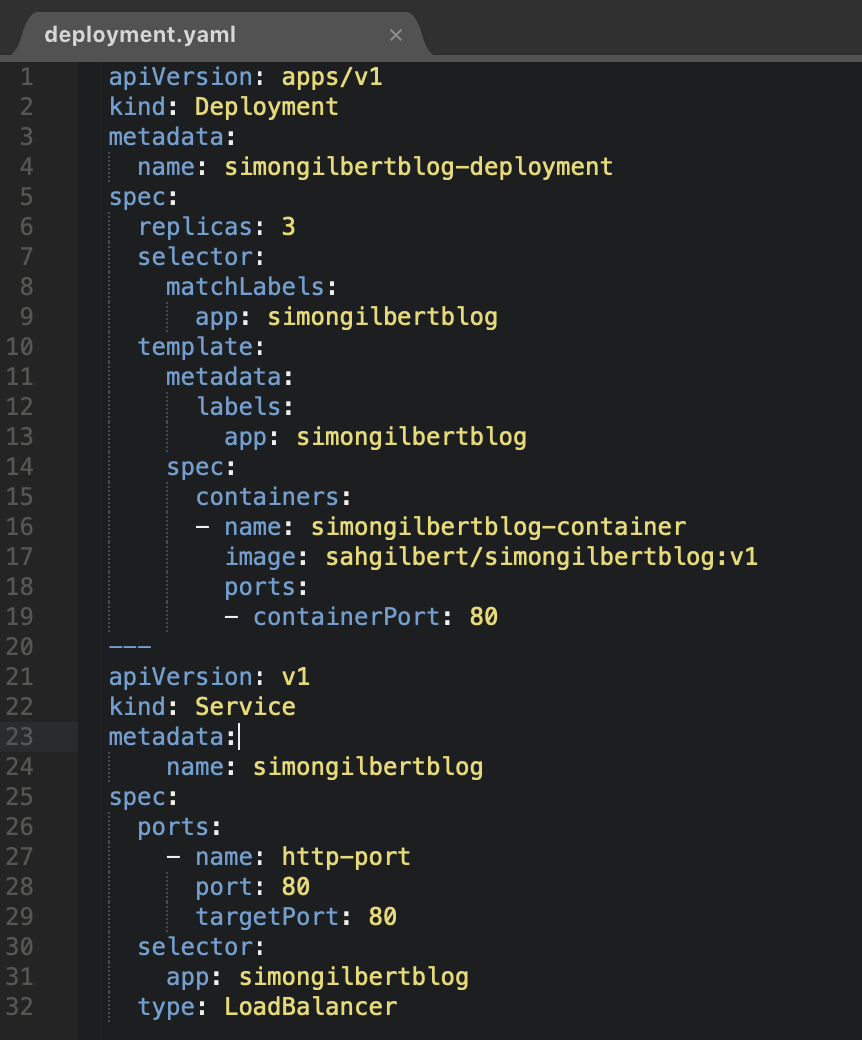 deployment.yaml ×
1 apiVersion: apps/v1
2 kind: Deployment
3 metadata:
4   name: simongilbertblog-deployment
5 spec:
6   replicas: 3
7   selector:
8     matchLabels:
9       app: simongilbertblog
10   template:
11     metadata:
12       labels:
13         app: simongilbertblog
14     spec:
15       containers:
16       - name: simongilbertblog-container
17         image: sahgilbert/simongilbertblog:v1
18         ports:
19         - containerPort: 80
20 ---
21 apiVersion: v1
22 kind: Service
23 metadata:
24     name: simongilbertblog
25 spec:
26   ports:
27     - name: http-port
28       port: 80
29       targetPort: 80
30   selector:
31     app: simongilbertblog
32   type: LoadBalancer